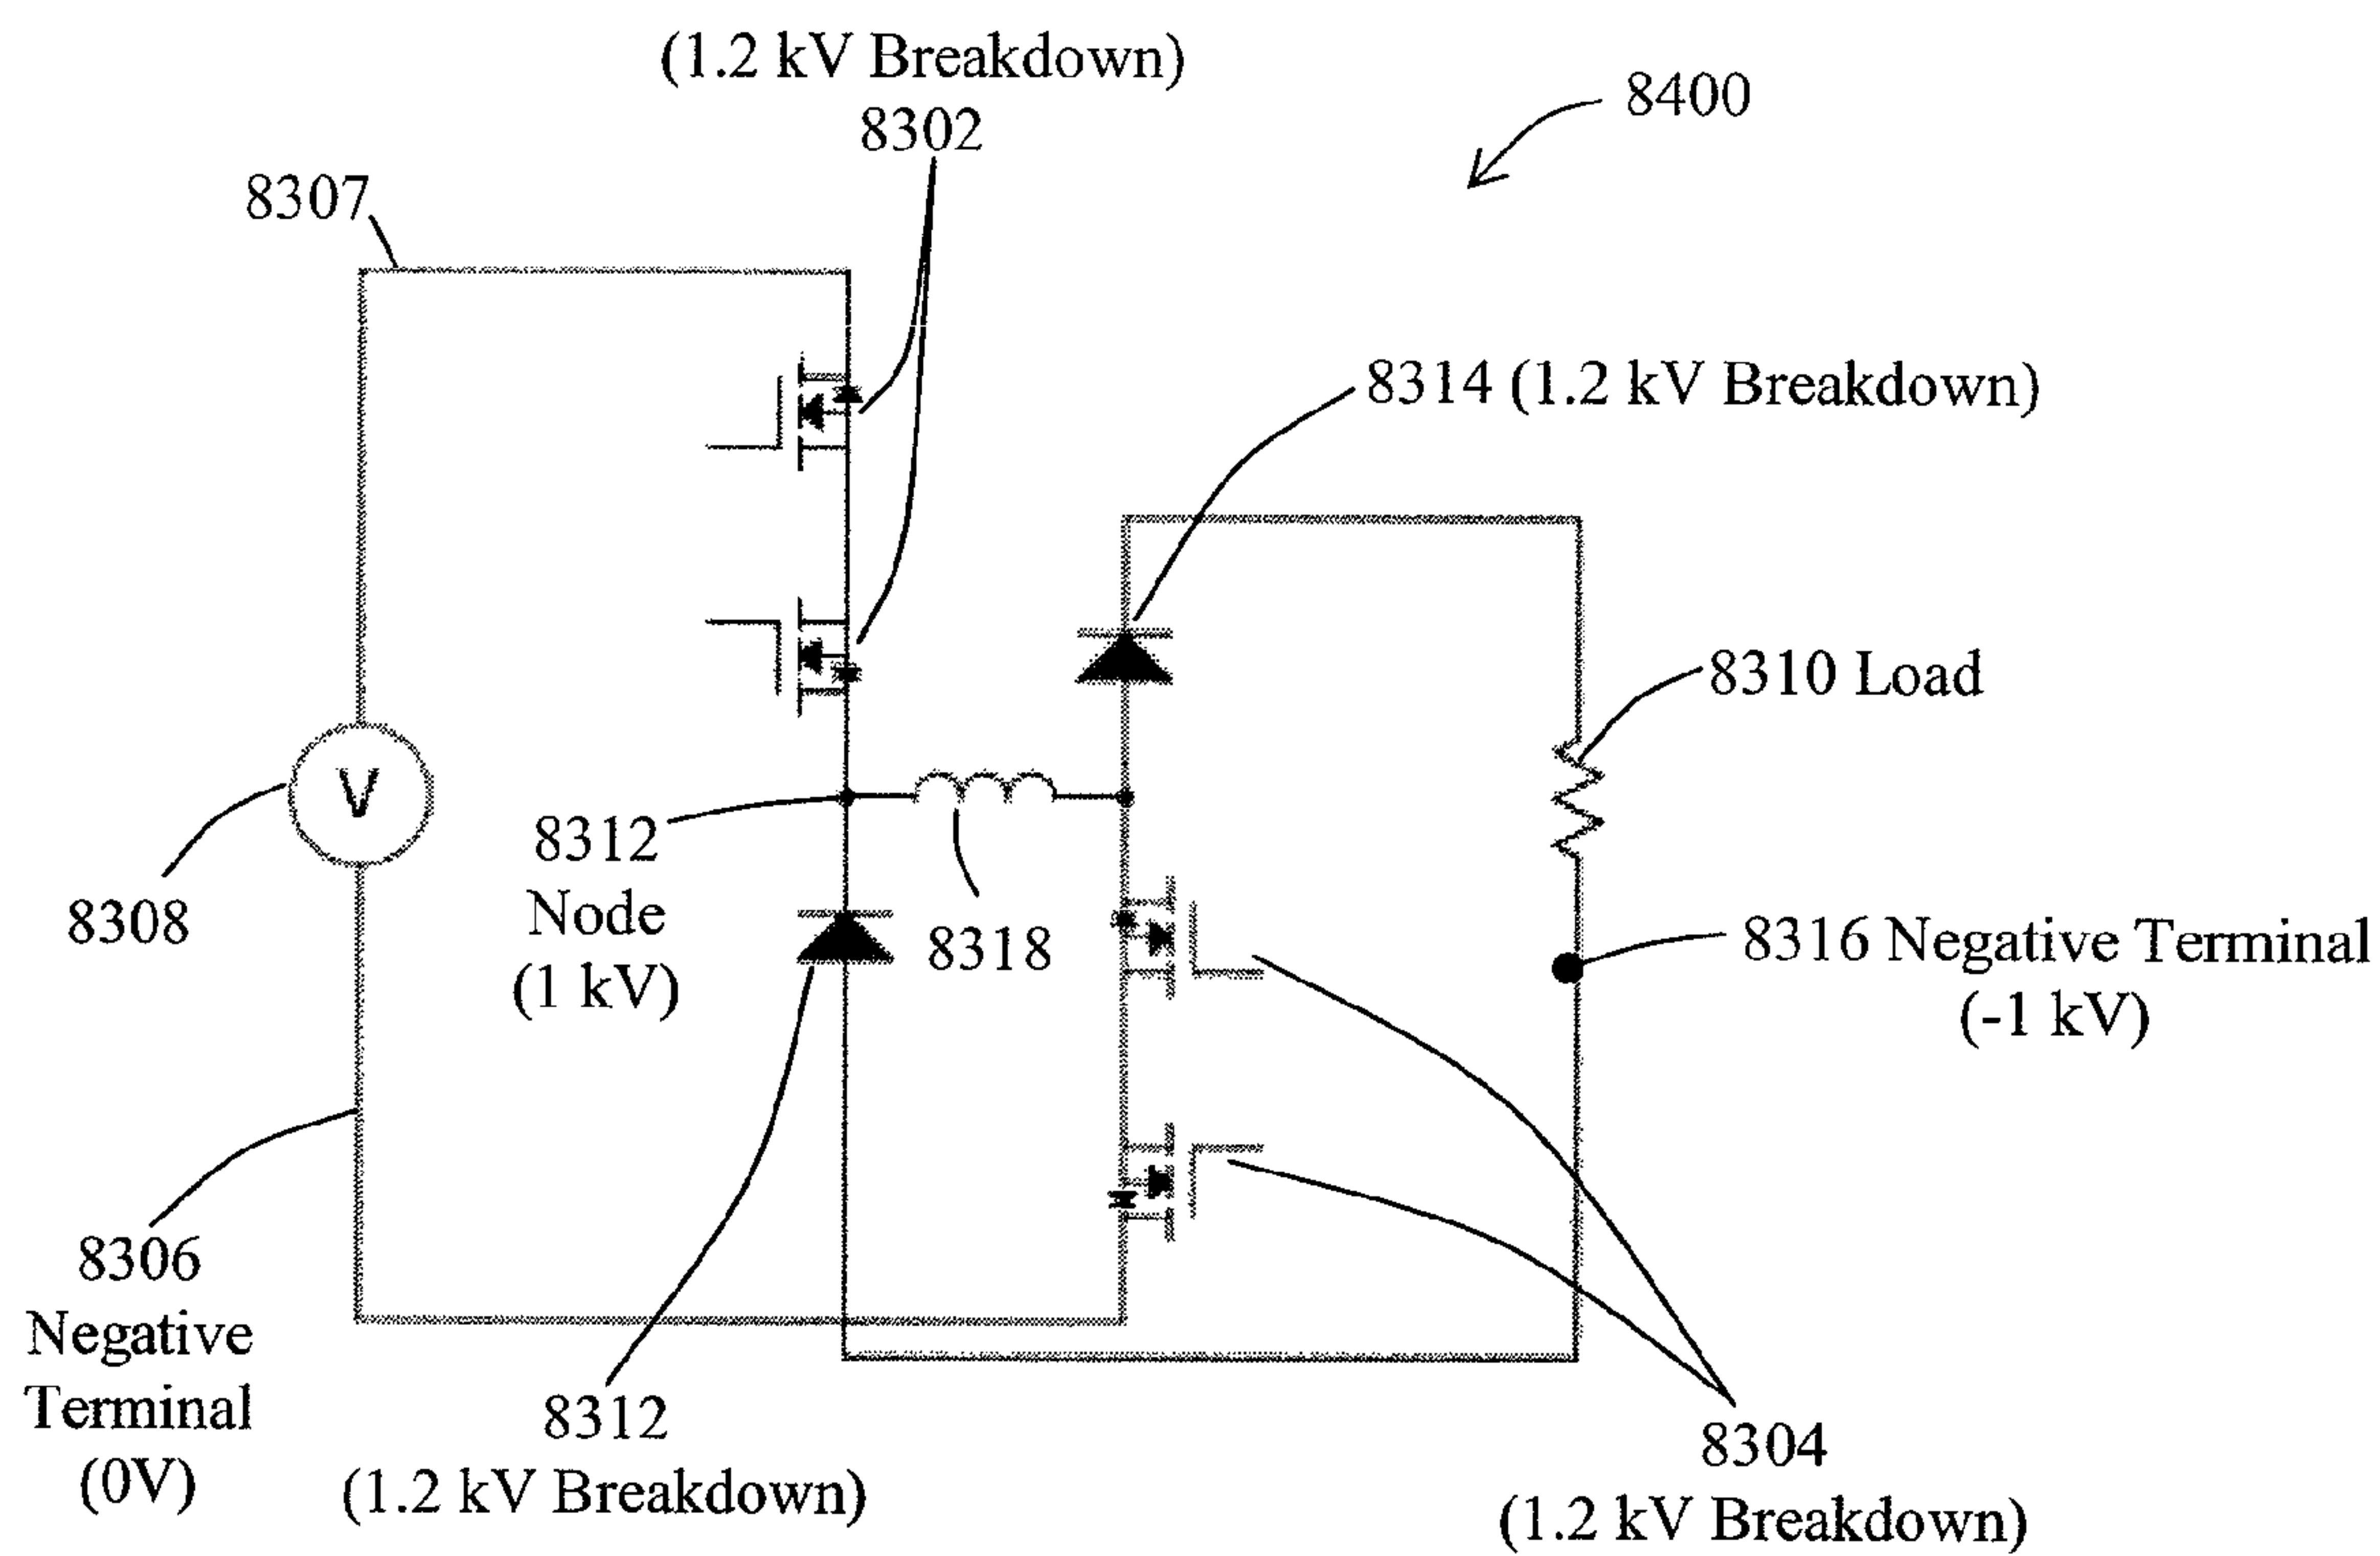 (1.2 kV Breakdown)
8302
8400
8307
8314 (1.2 kV Breakdown)
8310 Load
V
8312
Node
(1 kV)
8308
8318
8316 Negative Terminal
(-1 kV)
8306
Negative
Terminal
(0V)
8312
(1.2 kV Breakdown)
8304
(1.2 kV Breakdown)